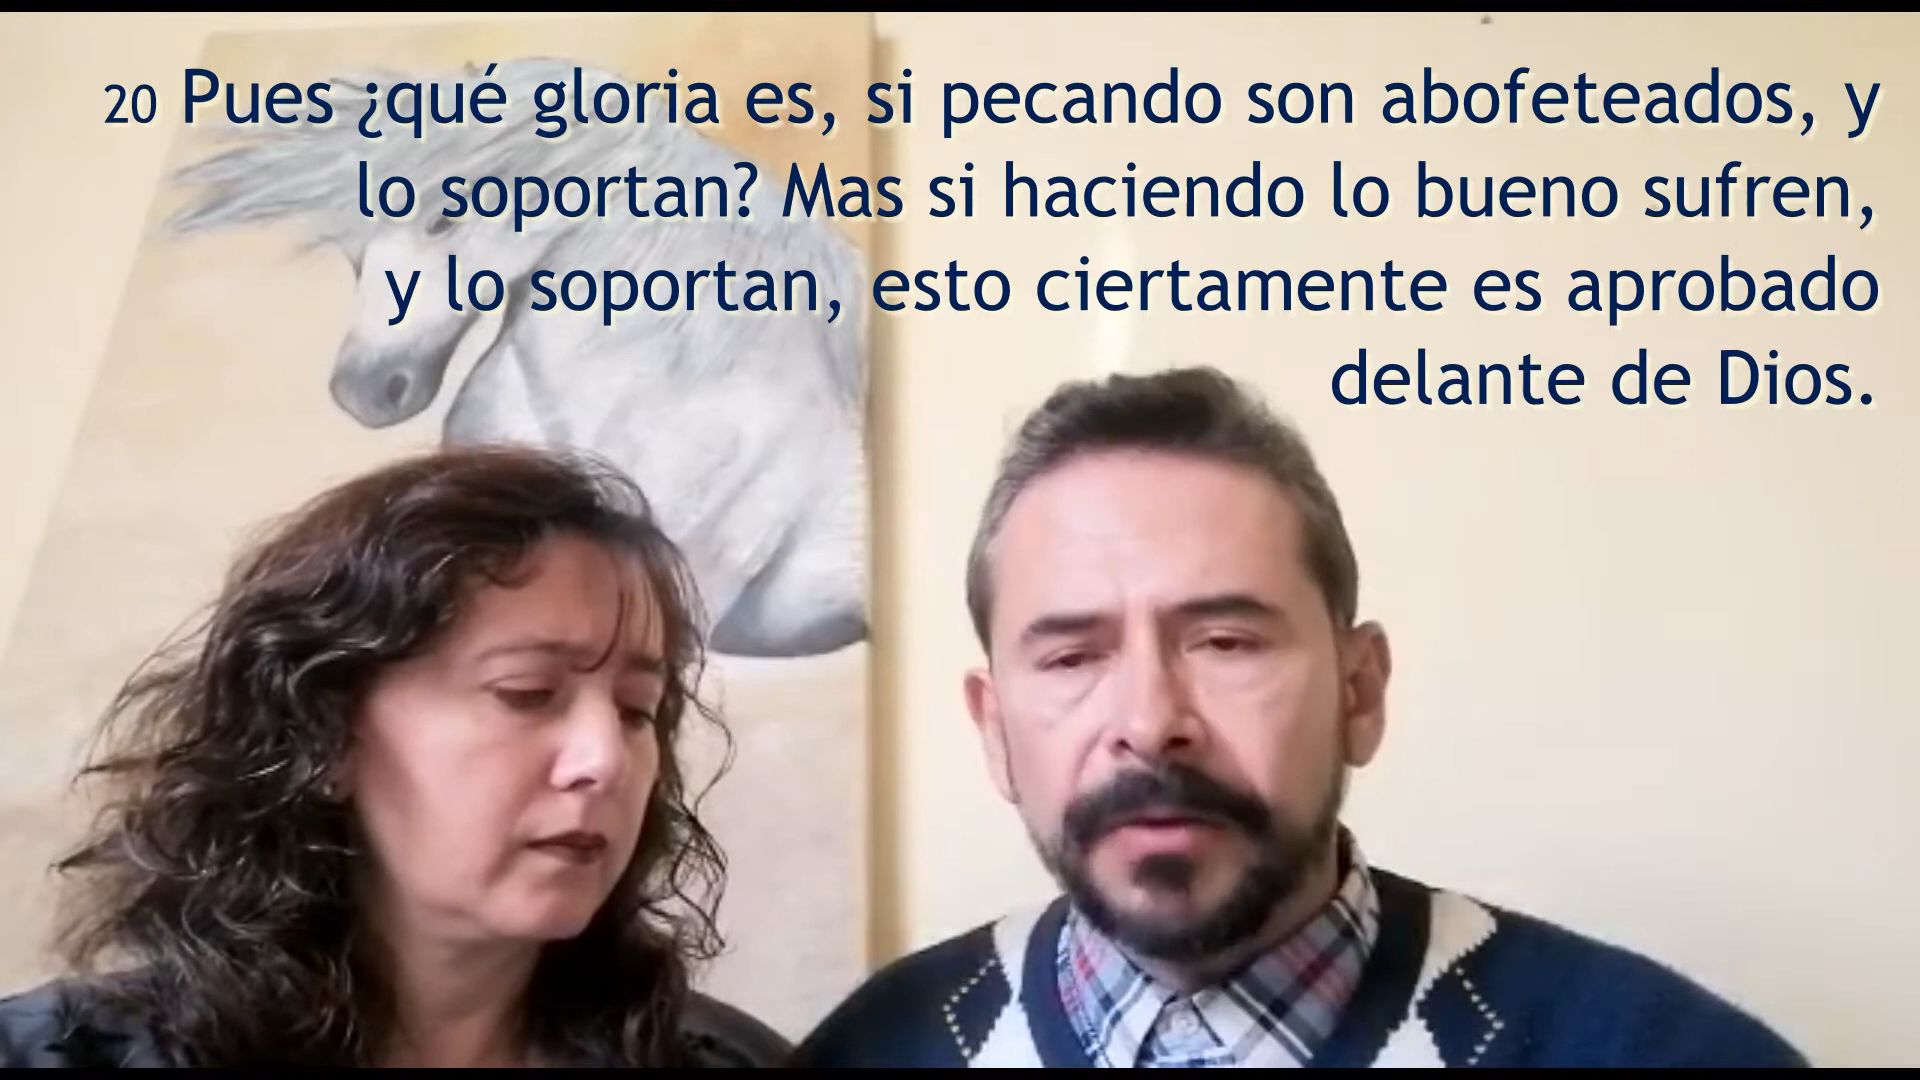 20 Pues ¿qué gloria es, si pecando son abofeteados, y
lo soportan? Mas si haciendo lo bueno sufren,
y lo soportan, esto ciertamente es aprobado
delante de Dios.